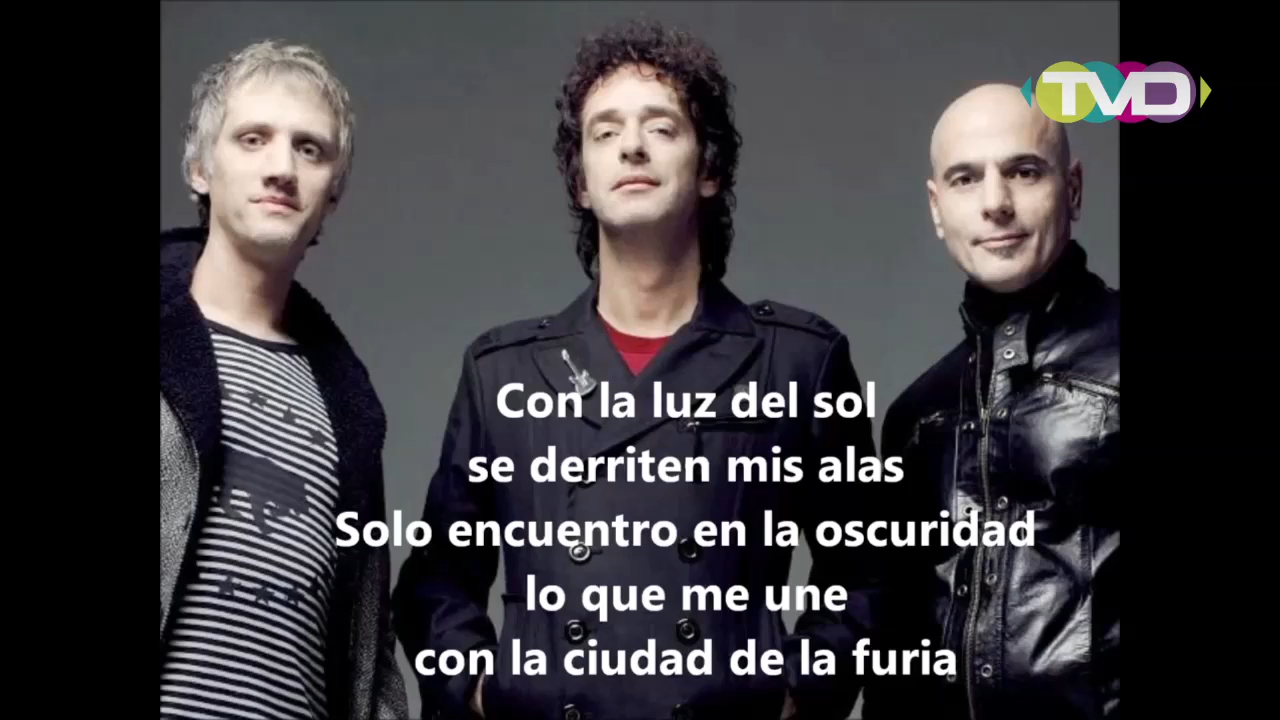 TVD
Con la luz del sol
se derriten mis alas
Solo encuentro en la oscuridad
lo que me une
con la ciudad de la furia